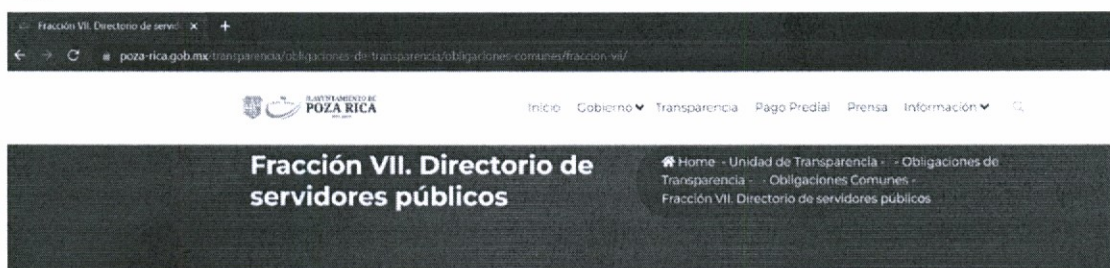 Fracción VII. Directorio de servid
poza-rica.gob.mx/transparencia/obligaciones-de-transparencia/obligaciones-comunes/fraccion-vii/
H. AYUNTAMIENTO DE
POZA RICA
Inicio Gobierno Transparencia Pago Predial Prensa Información
Fracción VII. Directorio de
servidores públicos
Home - Unidad de Transparencia - - Obligaciones de
Transparencia - - Obligaciones Comunes -
Fracción VII. Directorio de servidores públicos